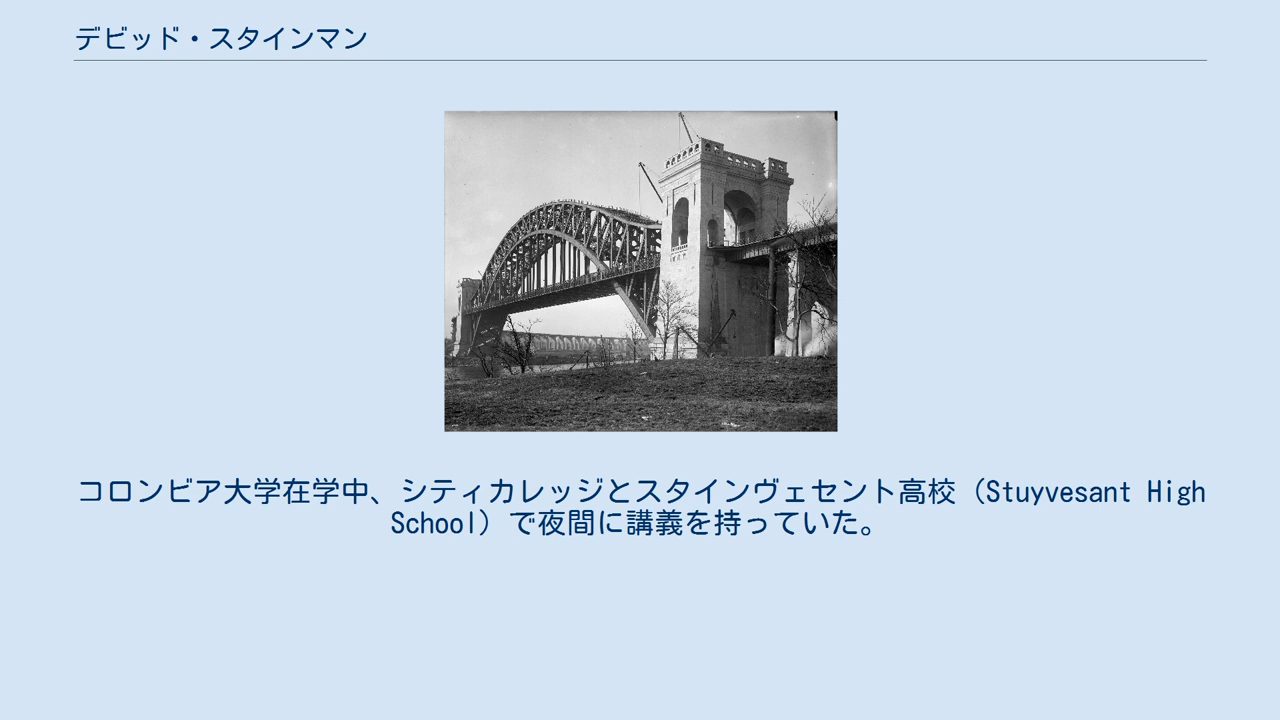 デビッド・スタインマン
コロンビア大学在学中、シティカレッジとスタインヴェセント高校（Stuyvesant High
School）で夜間に講義を持っていた。